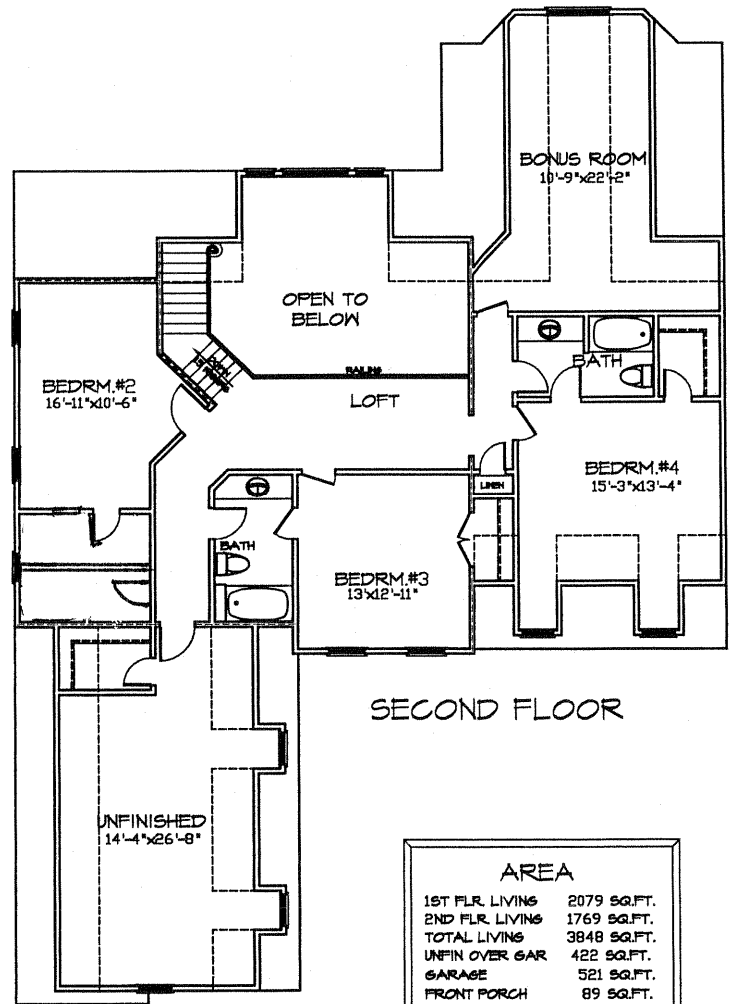 BONUS ROOM
10'-9"x22'-2"
OPEN TO
BELOW
BEDRM.#2
16'-11"x10'-6"
RAILING
LOFT
BATH
BEDRM.#4
15'-3"x13'-4"
LINEN
BATH
BEDRM.#3
13'x12'-11"
SECOND FLOOR
UNFINISHED
14'-4"x26'-8"
AREA
1ST FLR. LIVING 2079 SQ.FT.
2ND FLR. LIVING 1769 SQ.FT.
TOTAL LIVING 3848 SQ.FT.
UNFIN OVER GAR 422 SQ.FT.
GARAGE 521 SQ.FT.
FRONT PORCH 89 SQ.FT.